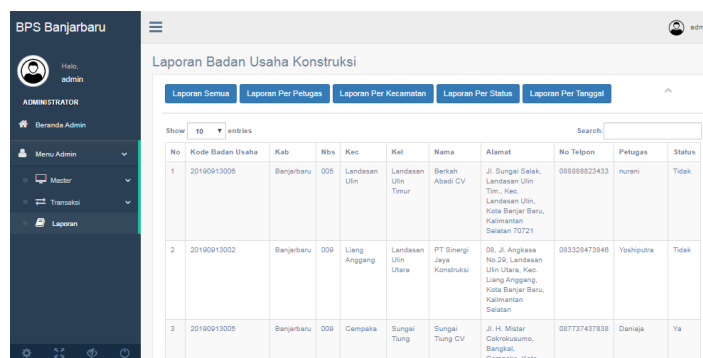 BPS Banjarbaru
Halo,
admin
ADMINISTRATOR
Beranda Admin
Menu Admin
Master
Transaksi
Laporan
adm
Laporan Badan Usaha Konstruksi
Laporan Semua Laporan Per Petugas Laporan Per Kecamatan Laporan Per Status Laporan Per Tanggal
Show 10 entries Search:
No Kode Badan Usaha Kab Nbs Kec Kel Nama Alamat No Telpon Petugas Status
1 20190913006 Banjarbaru 005 Landasan Landasan Berkah Jl. Sungai Salak, 088888823433 nurani Tidak
Ulin Ulin Abadi CV Landasan Ulin
Timur Tim., Kec.
Landasan Ulin,
Kota Banjar Baru,
Kalimantan
Selatan 70721
2 20190913002 Banjarbaru 009 Liang Landasan PT Sinergi 08, Jl. Angkasa 083328473846 Yoshiputra Tidak
Anggang Ulin Jaya No.29, Landasan
Utara Konstruksi Ulin Utara, Kec.
Liang Anggang,
Kota Banjar Baru,
Kalimantan
Selatan
3 20190913005 Banjarbaru 009 Cempaka Sungai Sungai Jl. H. Mistar 087737437838 Daniaja Ya
Tiung Tiung CV Cokrokusumo,
Bangkal,